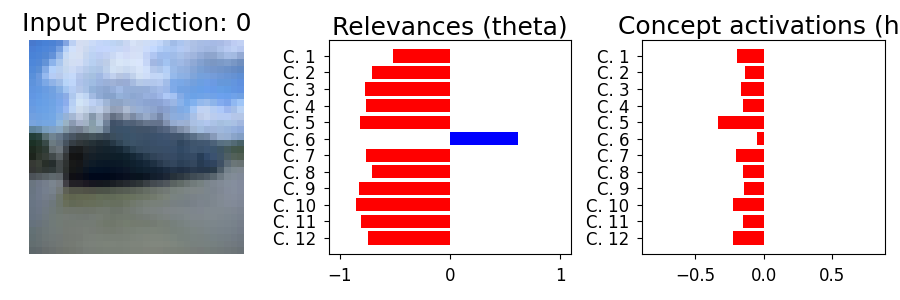 Input Prediction: 0
Relevances (theta)
C. 1
C. 2
C. 3
C. 4
C. 5
C. 6
C. 7
C. 8
C. 9
C. 10
C. 11
C. 12
−1
0
1
Concept activations (h
C. 1
C. 2
C. 3
C. 4
C. 5
C. 6
C. 7
C. 8
C. 9
C. 10
C. 11
C. 12
−0.5
0.0
0.5